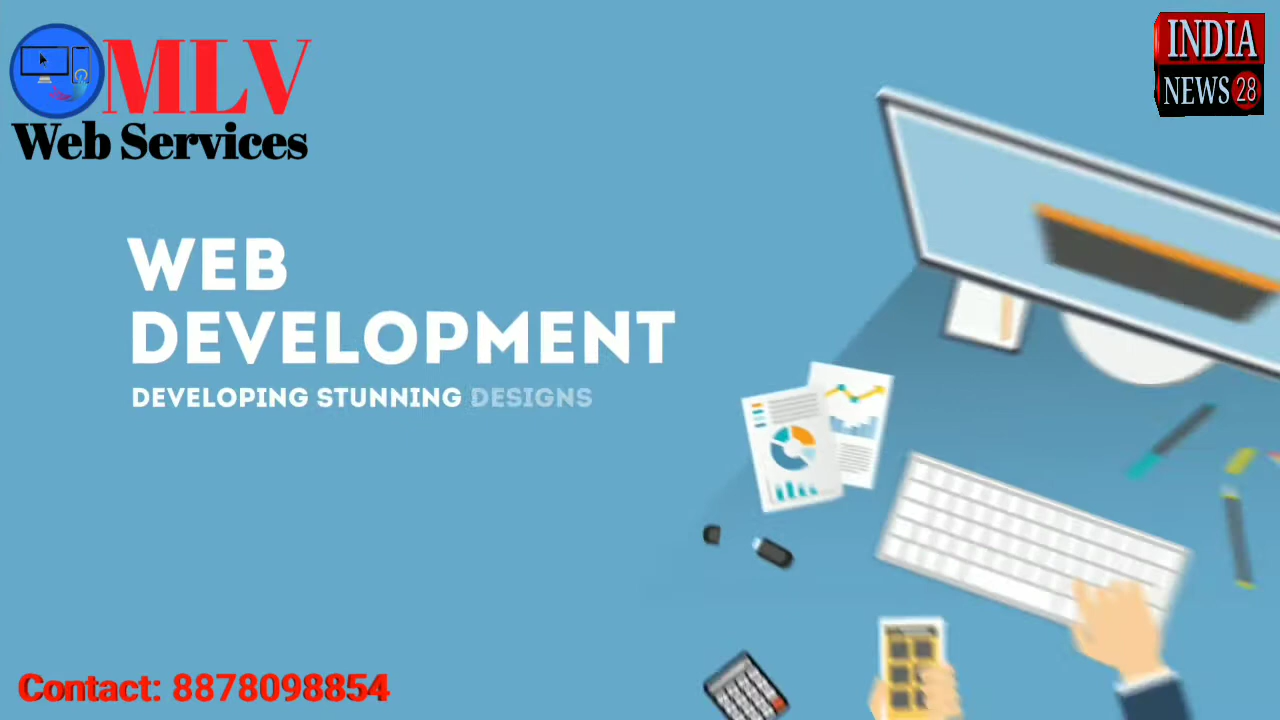 MLV
Web Services
INDIA
NEWS 28
WEB
DEVELOPMENT
DEVELOPING STUNNING DESIGNS
Contact: 8878098854